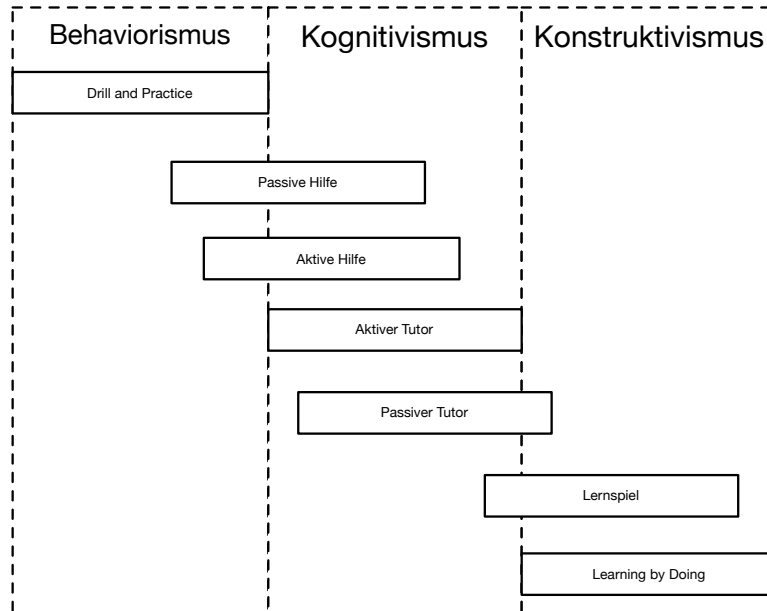 Behaviorismus
Kognitivismus
Konstruktivismus
Drill and Practice
Passive Hilfe
Aktive Hilfe
Aktiver Tutor
Passiver Tutor
Lernspiel
Learning by Doing